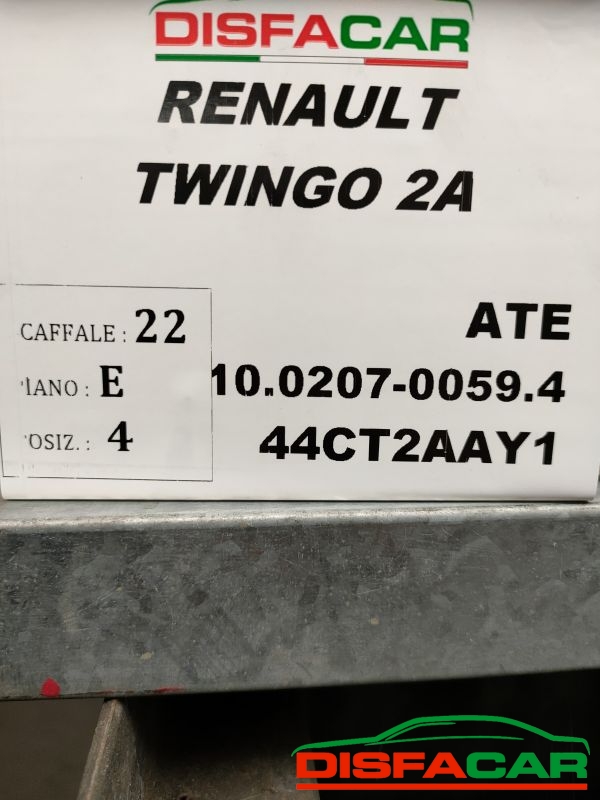 DISFACAR
RENAULT
TWINGO 2A
CAFFALE : 22
IANO : E
OSIZ. : 4
ATE
10.0207-0059.4
44CT2AAY1
DISFACAR